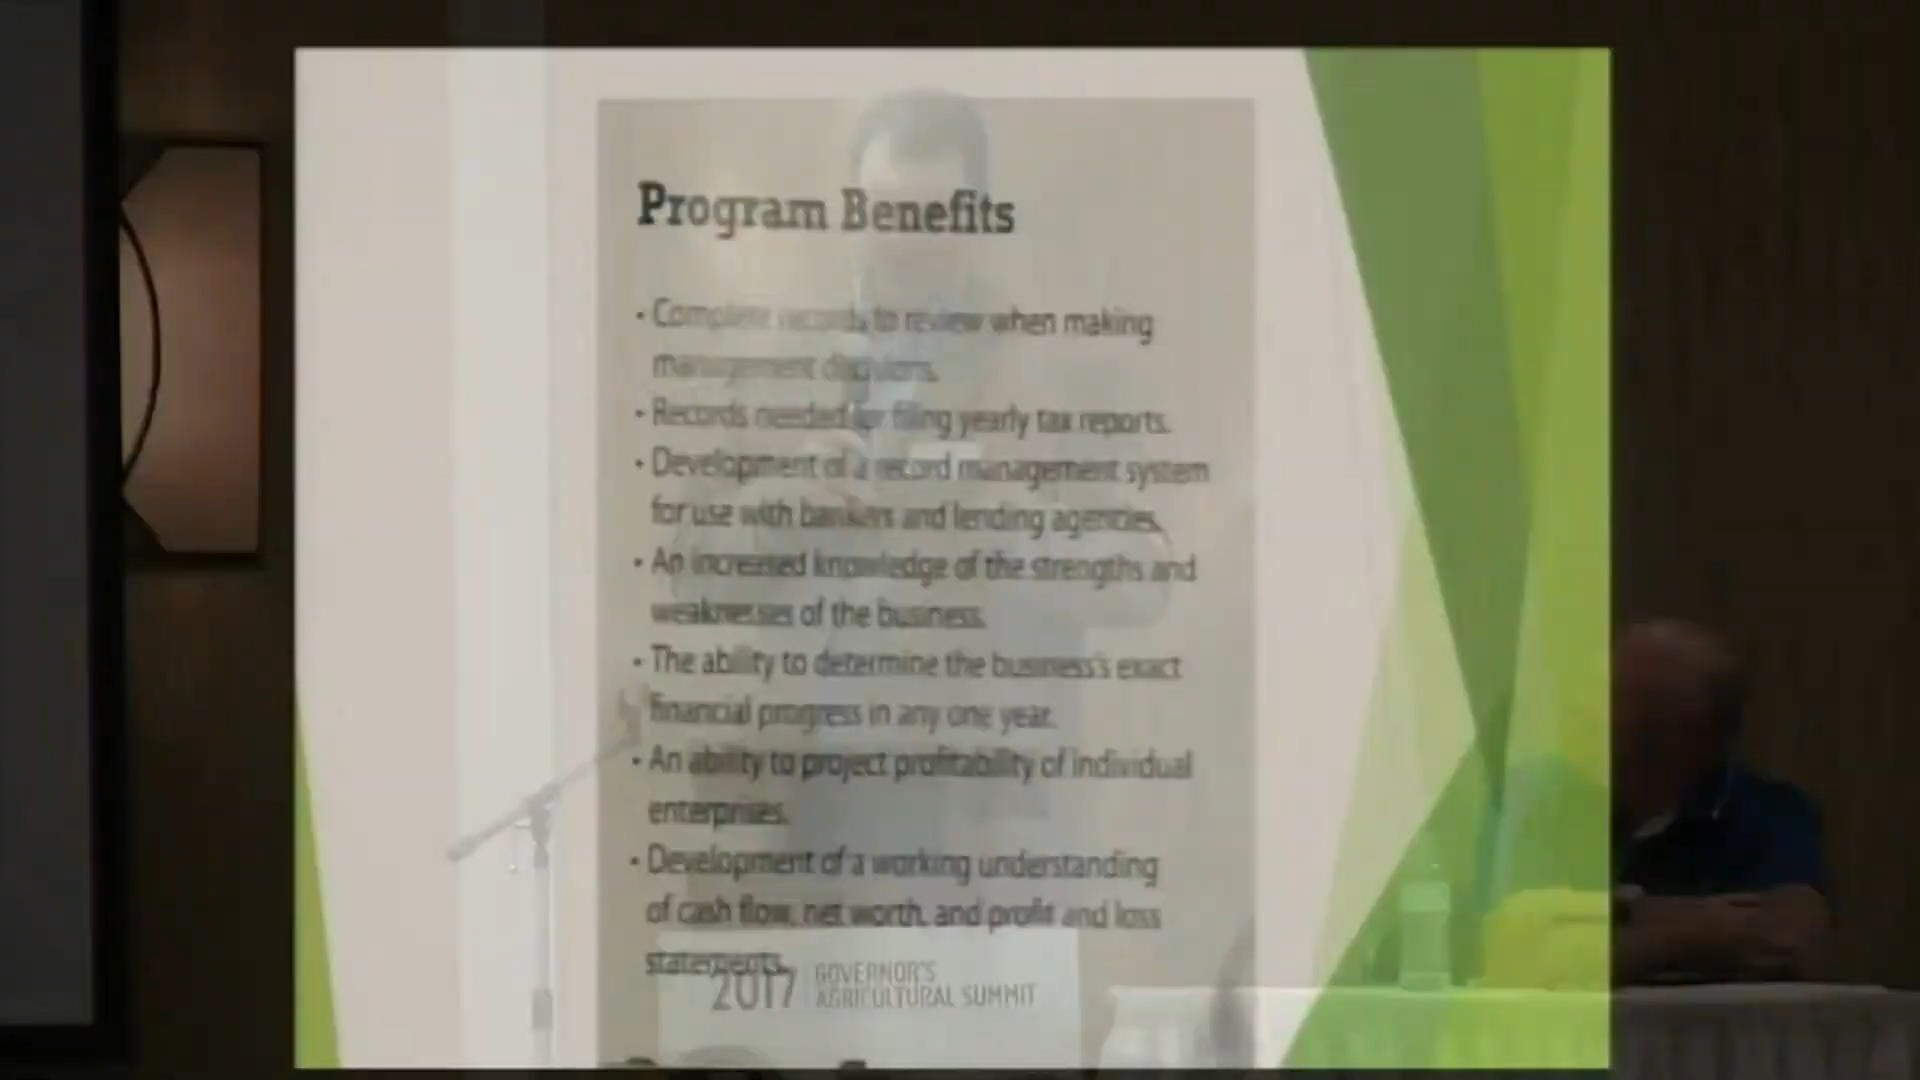 Program Benefits
• Complete records to review when making
management decisions.
• Records needed for filing yearly tax reports.
• Development of a record management system
for use with bankers and lending agencies.
• An increased knowledge of the strengths and
weaknesses of the business.
• The ability to determine the business's exact
financial progress in any one year.
• An ability to project profitability of individual
enterprises.
• Development of a working understanding
of cash flow, net worth, and profit and loss
statements.
2017 GOVERNOR'S
AGRICULTURAL SUMMIT